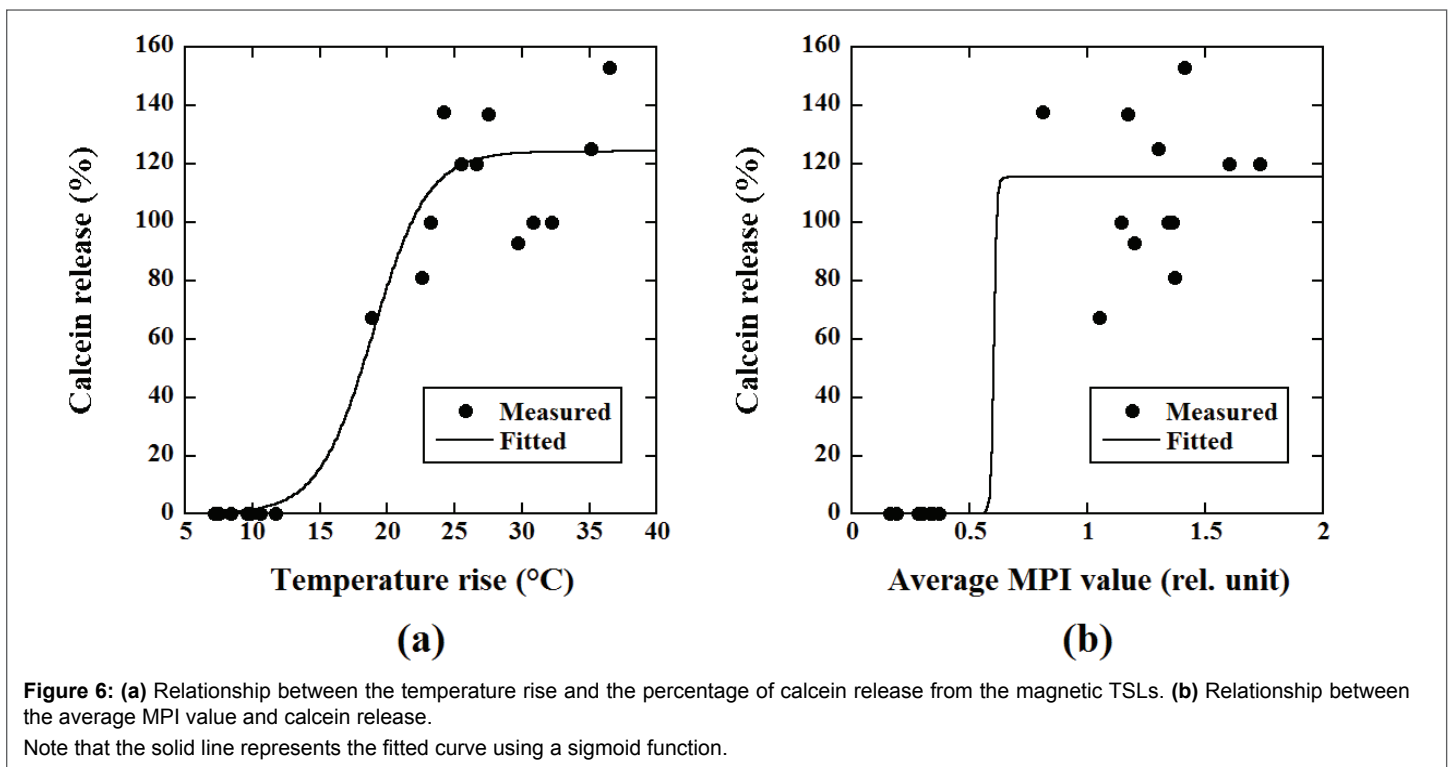 160
140
120
100
80
60
40
20
0
Calcein release (%)
5 10 15 20 25 30 35 40
Temperature rise (°C)
Measured
Fitted
(a)
160
140
120
100
80
60
40
20
0
Calcein release (%)
0 0.5 1 1.5 2
Average MPI value (rel. unit)
Measured
Fitted
(b)
Figure 6: (a) Relationship between the temperature rise and the percentage of calcein release from the magnetic TSLs. (b) Relationship between
the average MPI value and calcein release.
Note that the solid line represents the fitted curve using a sigmoid function.